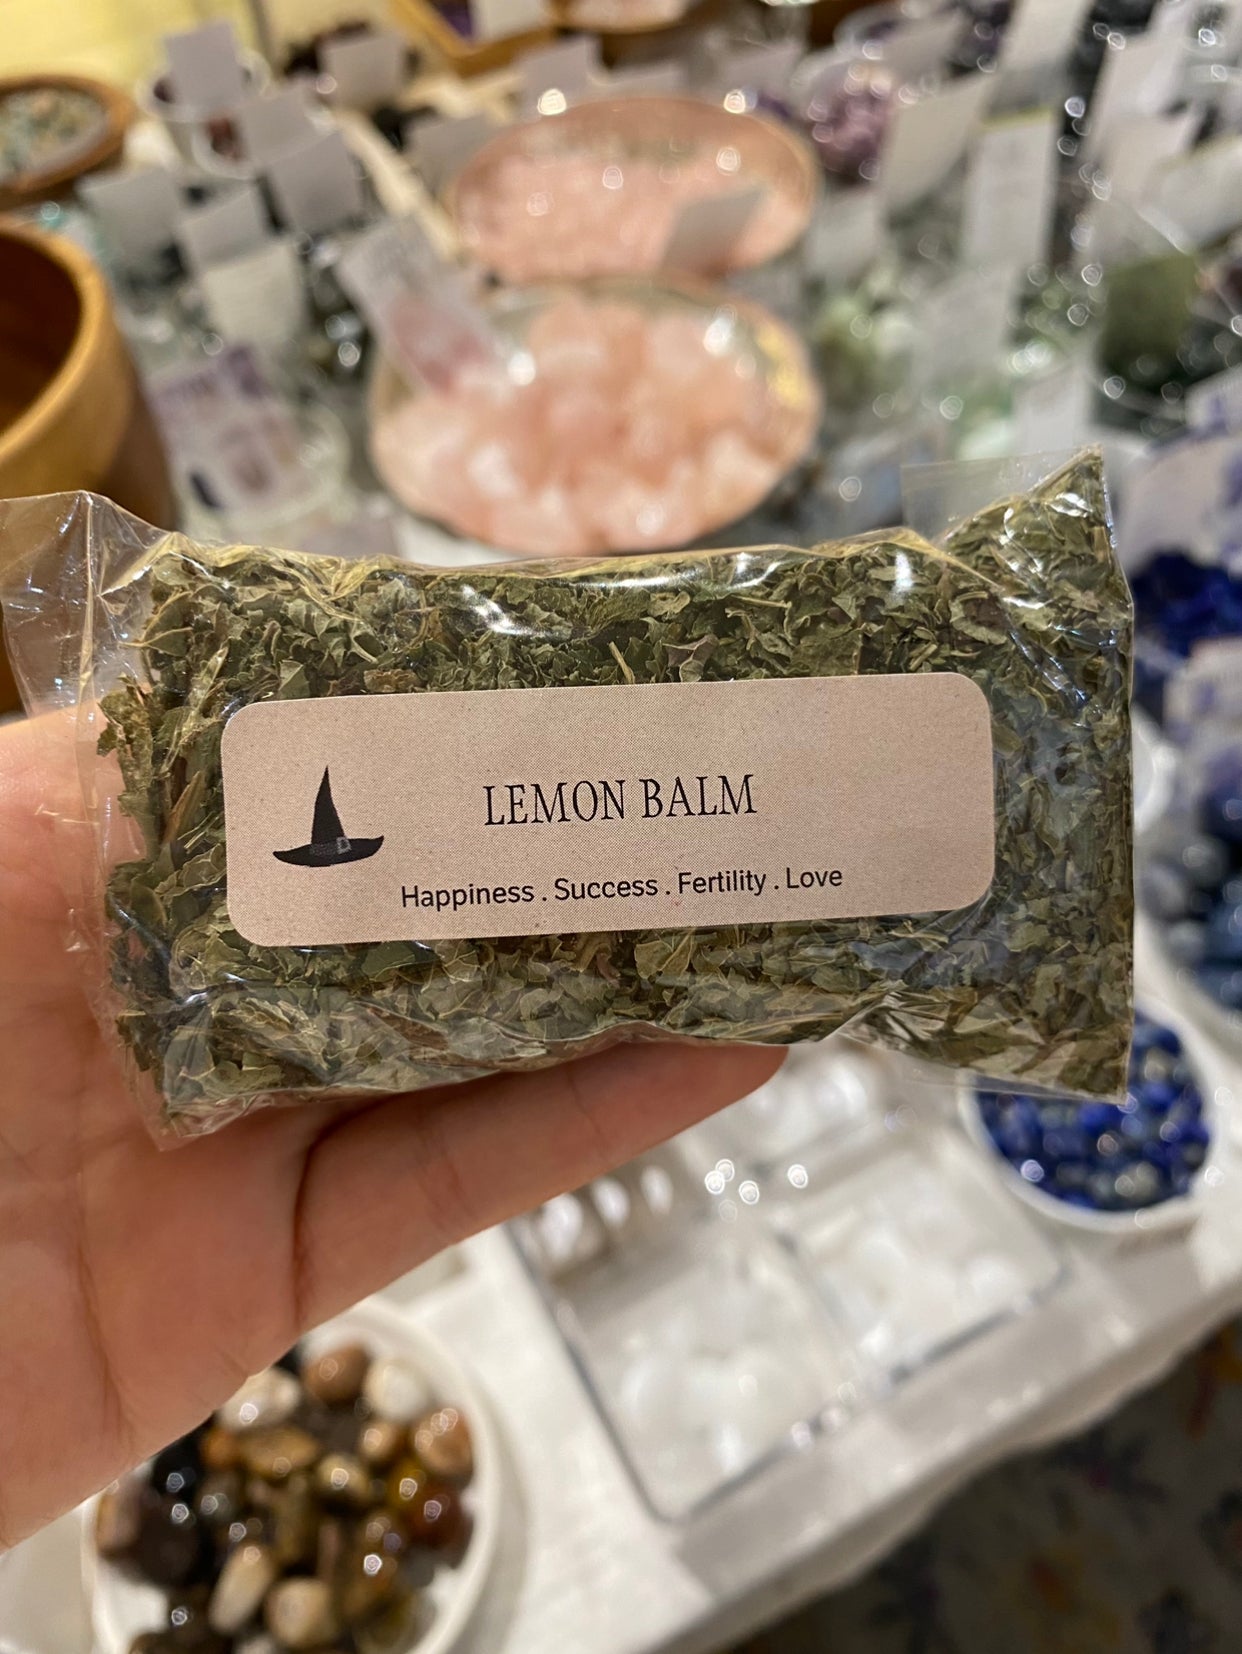 LEMON BALM
Happiness . Success . Fertility . Love